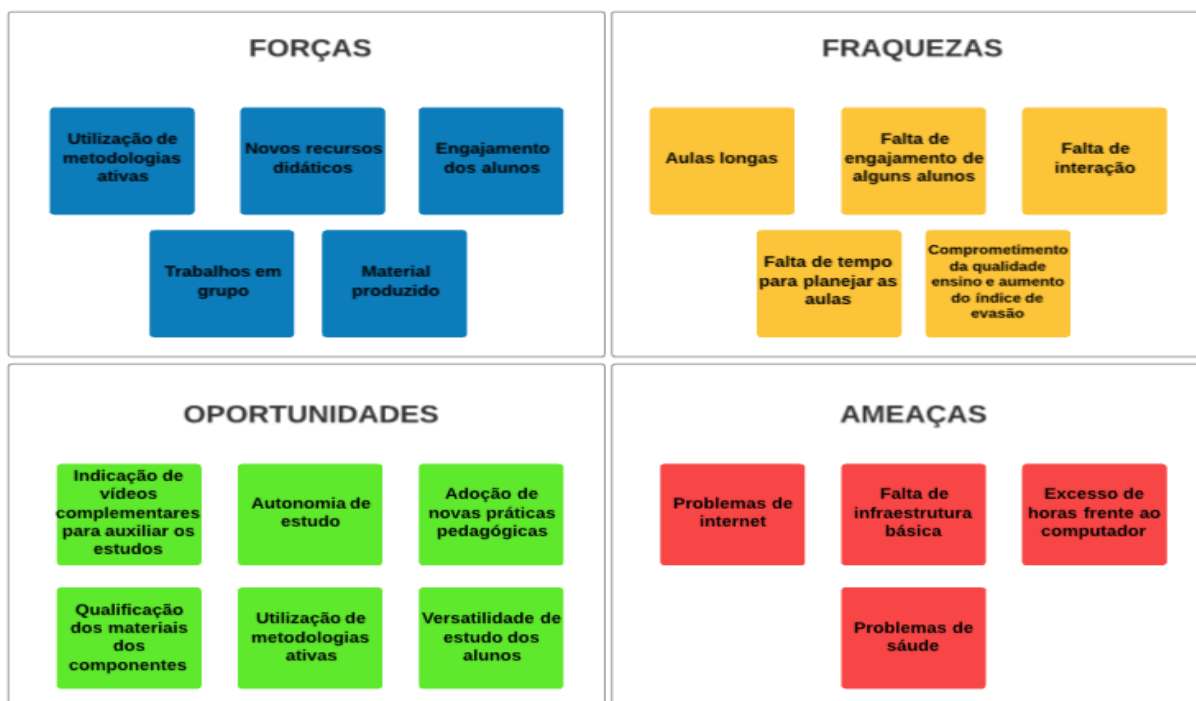 FORÇAS
Utilização de
metodologias
ativas
Novos recursos
didáticos
Engajamento
dos alunos
Trabalhos em
grupo
Material
produzido
FRAQUEZAS
Aulas longas
Falta de
engajamento de
alguns alunos
Falta de
interação
Falta de tempo
para planejar as
aulas
Comprometimento
da qualidade
ensino e aumento
do índice de
evasão
OPORTUNIDADES
Indicação de
vídeos
complementares
para auxiliar os
estudos
Autonomia de
estudo
Adoção de
novas práticas
pedagógicas
Qualificação
dos materiais
dos
componentes
Utilização de
metodologias
ativas
Versatilidade de
estudo dos
alunos
AMEAÇAS
Problemas de
internet
Falta de
infraestrutura
básica
Excesso de
horas frente ao
computador
Problemas de
sáude